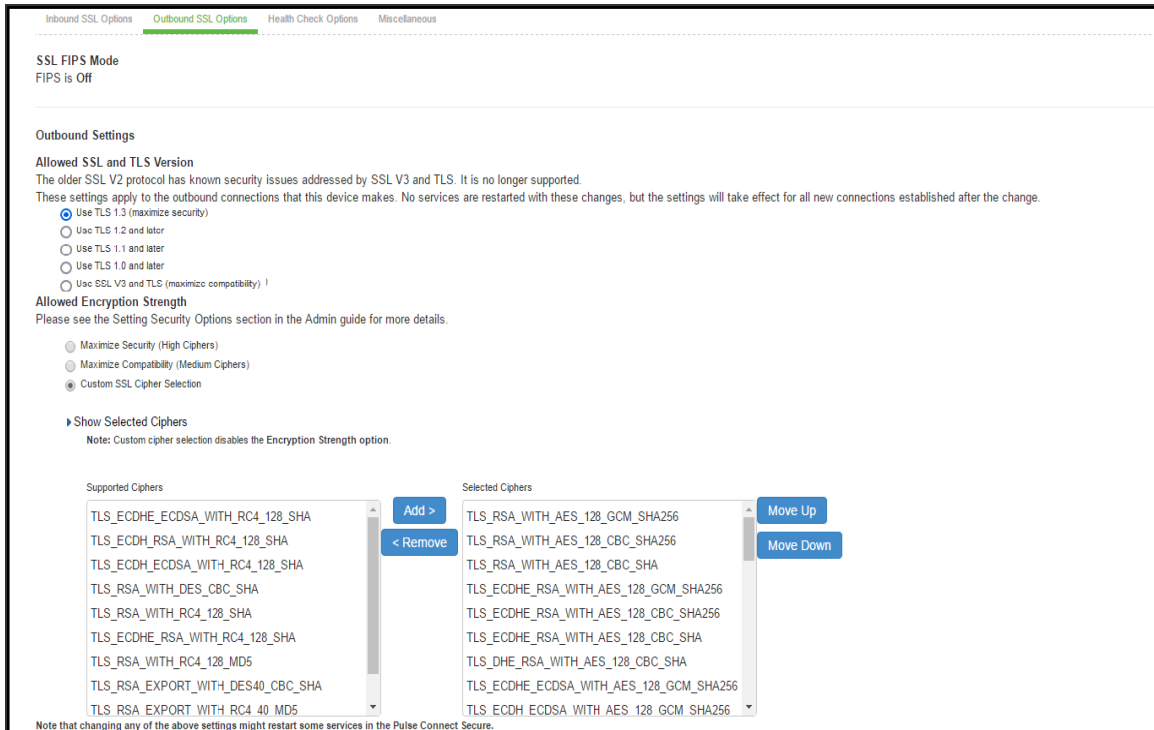 Inbound SSL Options Outbound SSL Options Health Check Options Miscellaneous
SSL FIPS Mode
FIPS is Off
Outbound Settings
Allowed SSL and TLS Version
The older SSL V2 protocol has known security issues addressed by SSL V3 and TLS. It is no longer supported.
These settings apply to the outbound connections that this device makes. No services are restarted with these changes, but the settings will take effect for all new connections established after the change.
Use TLS 1.3 (maximize security)
Use TLS 1.2 and later
Use TLS 1.1 and later
Use TLS 1.0 and later
Use SSL V3 and TLS (maximize compatibility)
Allowed Encryption Strength
Please see the Setting Security Options section in the Admin guide for more details.
Maximize Security (High Ciphers)
Maximize Compatibility (Medium Ciphers)
Custom SSL Cipher Selection
Show Selected Ciphers
Note: Custom cipher selection disables the Encryption Strength option.
Supported Ciphers
TLS_ECDHE_ECDSA_WITH_RC4_128_SHA
TLS_ECDH_RSA_WITH_RC4_128_SHA
TLS_ECDH_ECDSA_WITH_RC4_128_SHA
TLS_RSA_WITH_DES_CBC_SHA
TLS_RSA_WITH_RC4_128_SHA
TLS_ECDHE_RSA_WITH_RC4_128_SHA
TLS_RSA_WITH_RC4_128_MD5
TLS_RSA_EXPORT_WITH_DES40_CBC_SHA
TLS_RSA_EXPORT_WITH_RC4_40_MD5
Add >
< Remove
Selected Ciphers
TLS_RSA_WITH_AES_128_GCM_SHA256
TLS_RSA_WITH_AES_128_CBC_SHA256
TLS_RSA_WITH_AES_128_CBC_SHA
TLS_ECDHE_RSA_WITH_AES_128_GCM_SHA256
TLS_ECDHE_RSA_WITH_AES_128_CBC_SHA256
TLS_ECDHE_RSA_WITH_AES_128_CBC_SHA
TLS_DHE_RSA_WITH_AES_128_CBC_SHA
TLS_ECDHE_ECDSA_WITH_AES_128_GCM_SHA256
TLS_ECDH_ECDSA_WITH_AES_128_GCM_SHA256
Move Up
Move Down
Note that changing any of the above settings might restart some services in the Pulse Connect Secure.